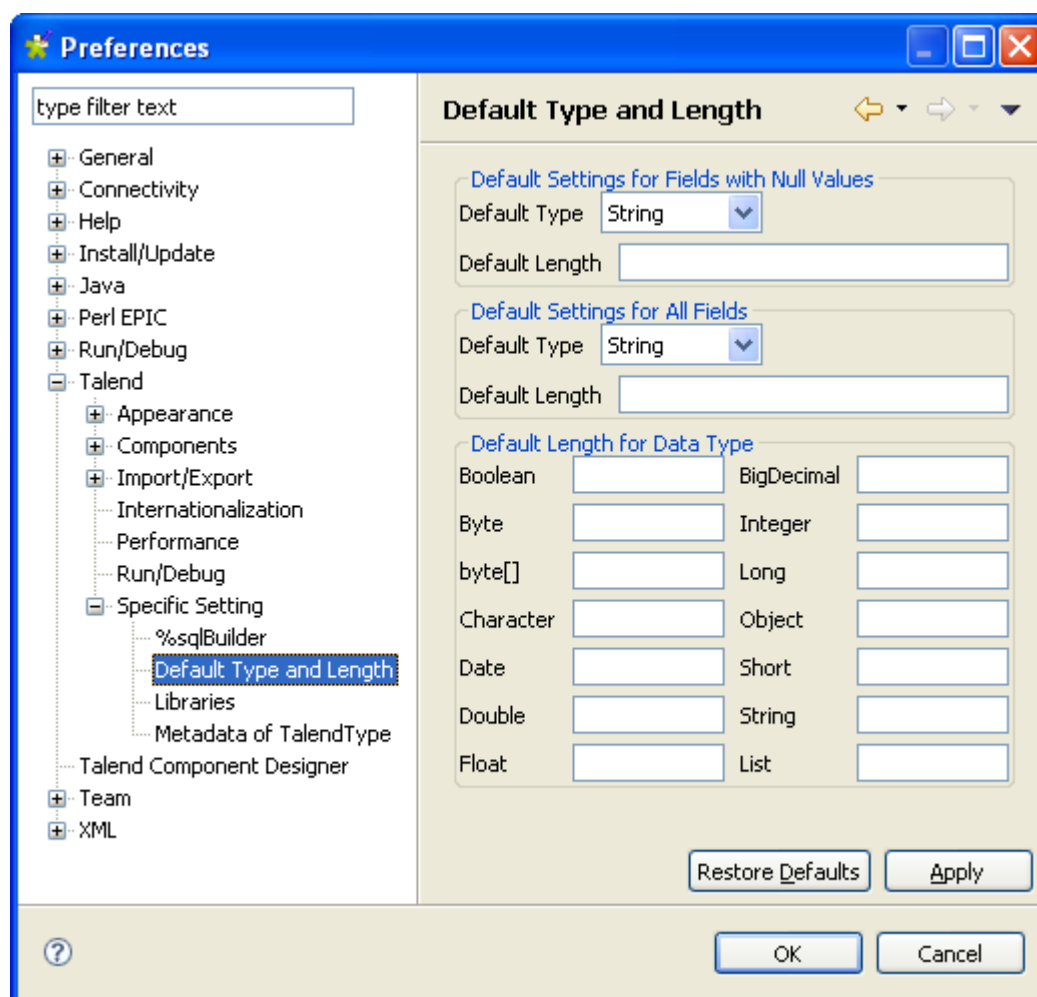 Preferences
type filter text
General
Connectivity
Help
Install/Update
Java
Perl EPIC
Run/Debug
Talend
Appearance
Components
Import/Export
Internationalization
Performance
Run/Debug
Specific Setting
%sqlBuilder
Default Type and Length
Libraries
Metadata of TalendType
Talend Component Designer
Team
XML
Default Type and Length
Default Settings for Fields with Null Values
Default Type String
Default Length
Default Settings for All Fields
Default Type String
Default Length
Default Length for Data Type
Boolean BigDecimal
Byte Integer
byte[] Long
Character Object
Date Short
Double String
Float List
Restore Defaults Apply
? OK Cancel